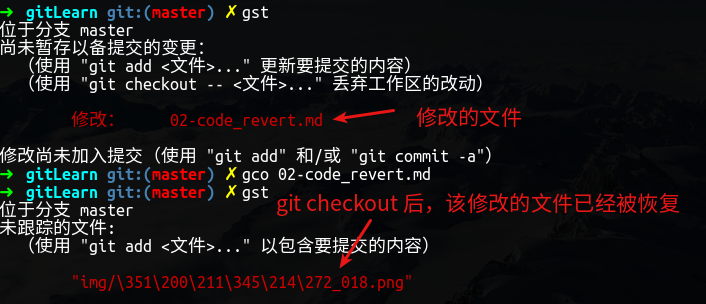 ➜ gitLearn git:(master) ✗ gst
位于分支 master
尚未暂存以备提交的变更：
（使用 "git add <文件>..." 更新要提交的内容）
（使用 "git checkout -- <文件>..." 丢弃工作区的改动）
修改： 02-code_revert.md
修改的文件
修改尚未加入提交（使用 "git add" 和/或 "git commit -a"）
➜ gitLearn git:(master) ✗ gco 02-code_revert.md
➜ gitLearn git:(master) ✗ gst
位于分支 master
git checkout 后，该修改的文件已经被恢复
未跟踪的文件:
（使用 "git add <文件>..." 以包含要提交的内容）
"img/\351\200\211\345\214\272_018.png"